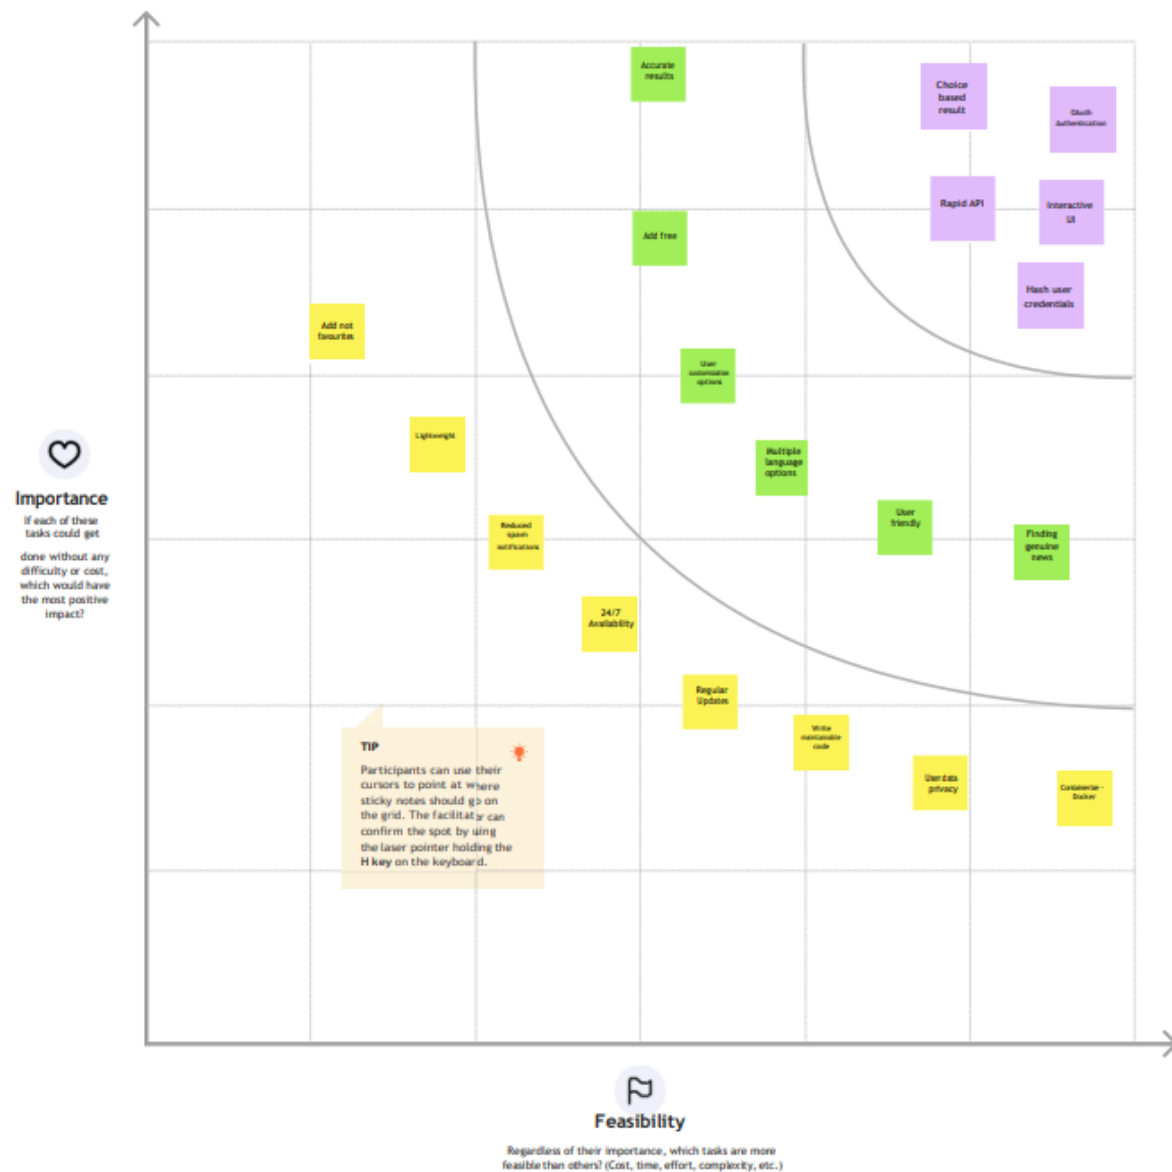 Accurate
results
Choice
based
result
OAuth
Authentication
Rapid API
Interactive
UI
Add free
Hash user
credentials
Add not
favourites
User
customization
options
Lightweight
Multiple
language
options
User
friendly
Finding
genuine
news
Reduced
spam
notifications
24/7
Availability
Regular
Updates
Write
maintainable
code
User data
privacy
Containerize -
Docker
Importance
If each of these
tasks could get
done without any
difficulty or cost,
which would have
the most positive
impact?
TIP
Participants can use their
cursors to point at where
sticky notes should go on
the grid. The facilitator can
confirm the spot by using
the laser pointer holding the
H key on the keyboard.
Feasibility
Regardless of their importance, which tasks are more
feasible than others? (Cost, time, effort, complexity, etc.)